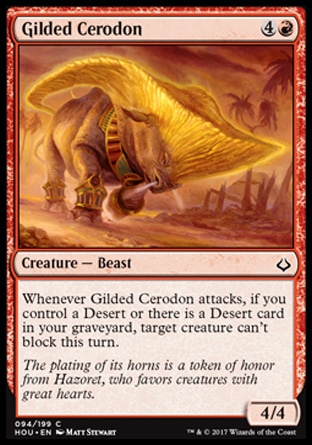 Gilded Cerodon 4
Creature — Beast
Whenever Gilded Cerodon attacks, if you
control a Desert or there is a Desert card
in your graveyard, target creature can't
block this turn.
The plating of its horns is a token of honor
from Hazoret, who favors creatures with
great hearts.
4/4
094/199 C
HOU • EN Matt Stewart ™ & © 2017 Wizards of the Coast